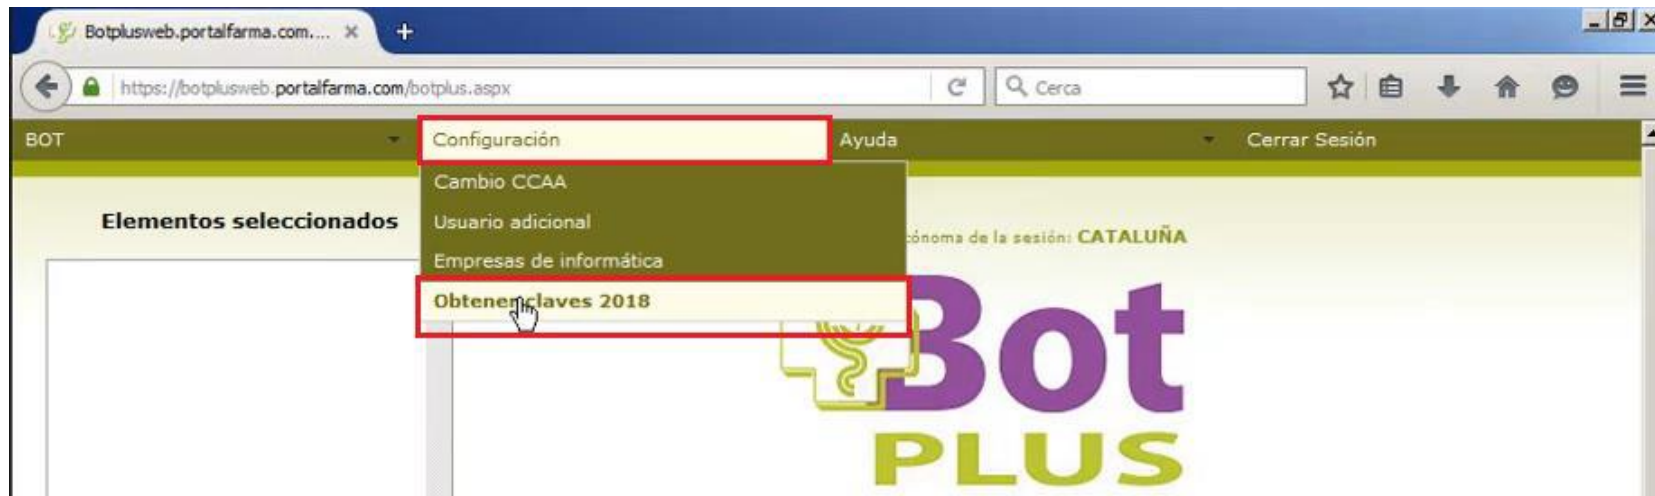 Botplusweb.portalfarma.com....
https://botplusweb.portalfarma.com/botplus.aspx
Cerca
BOT Configuración Ayuda Cerrar Sesión
Cambio CCAA
Elementos seleccionados
Usuario adicional
ónoma de la sesión: CATALUÑA
Empresas de informática
Obtener claves 2018
Bot
PLUS